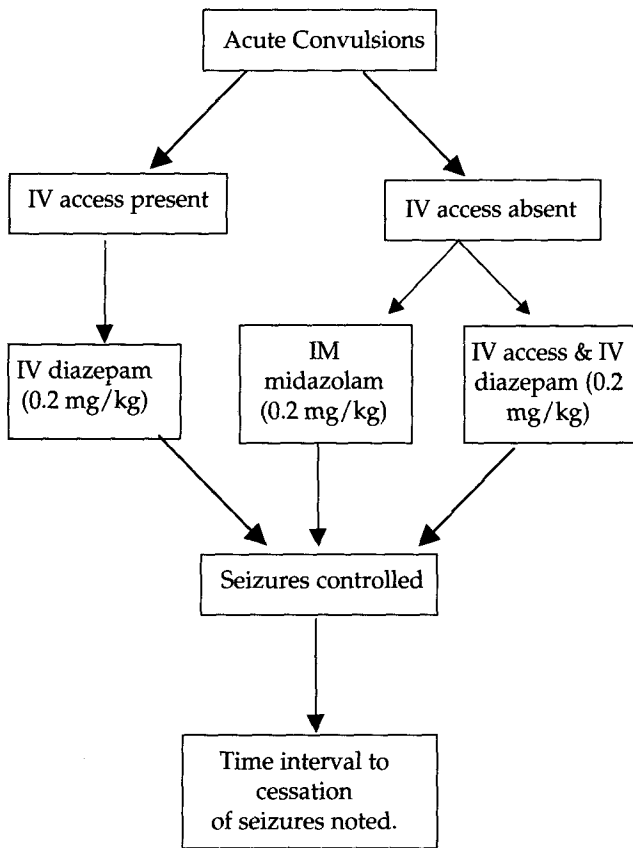 Acute Convulsions
IV access present
IV access absent
IV diazepam
(0.2 mg/kg)
IM
midazolam
(0.2 mg/kg)
IV access & IV
diazepam (0.2
mg/kg)
Seizures controlled
Time interval to
cessation
of seizures noted.